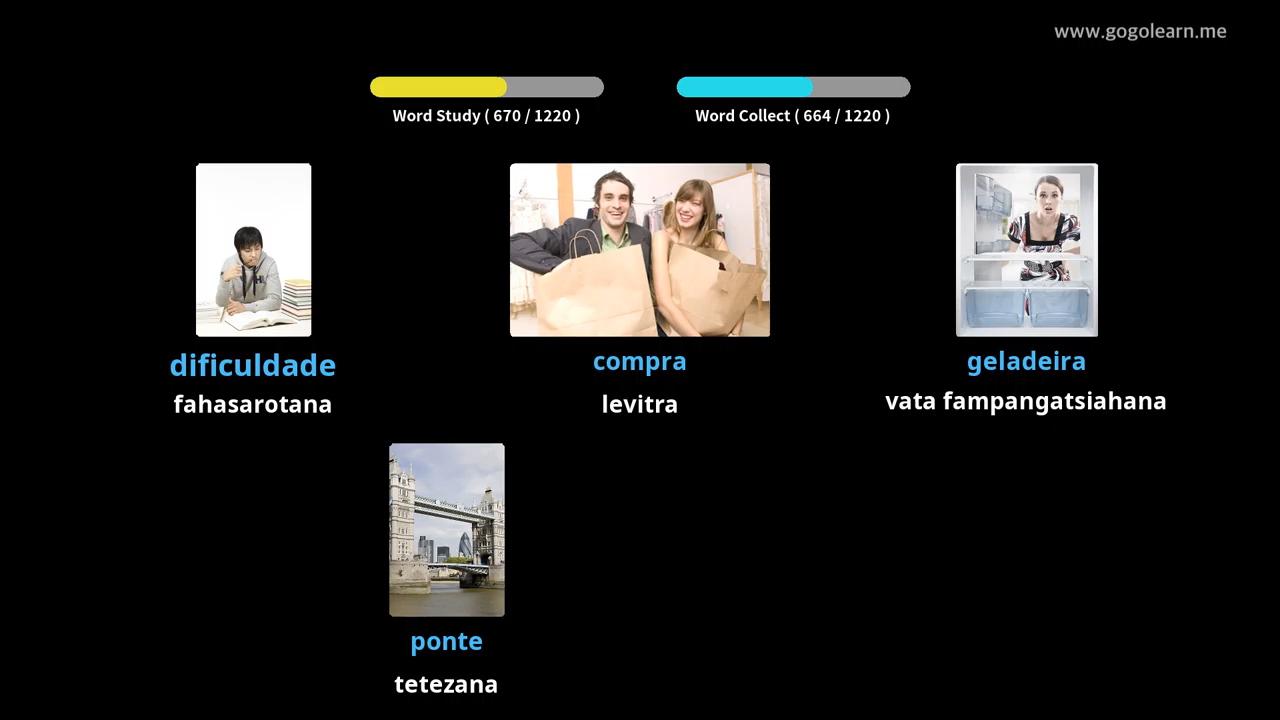 www.gogolearn.me
Word Study ( 670 / 1220 )
Word Collect ( 664 / 1220 )
dificuldade
fahasarotana
compra
levitra
geladeira
vata fampangatsiahana
ponte
tetezana